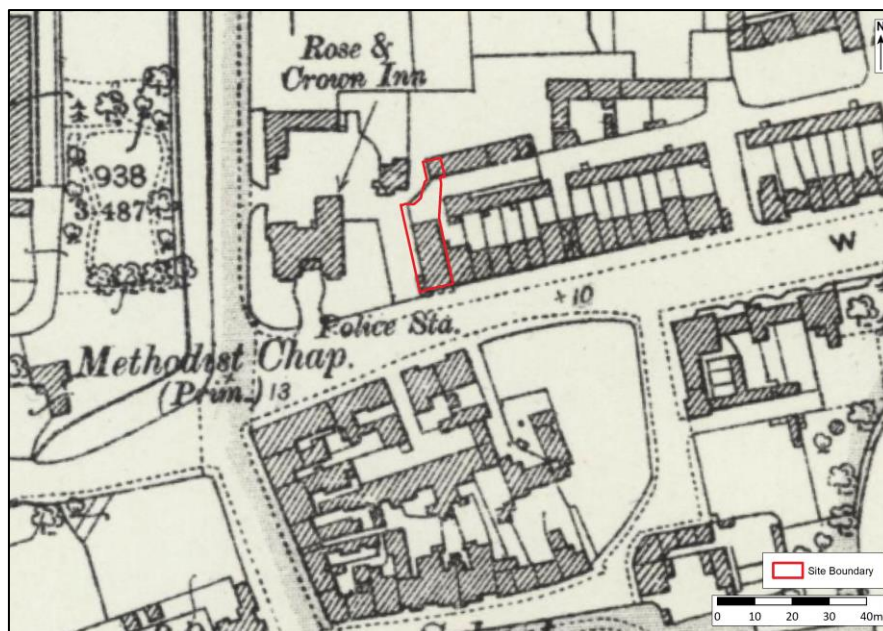 N
Rose &
Crown Inn
938
3·487
W
+10
Police Sta.
Methodist Chap.
(Prim.) 13
Site Boundary
0 10 20 30 40m